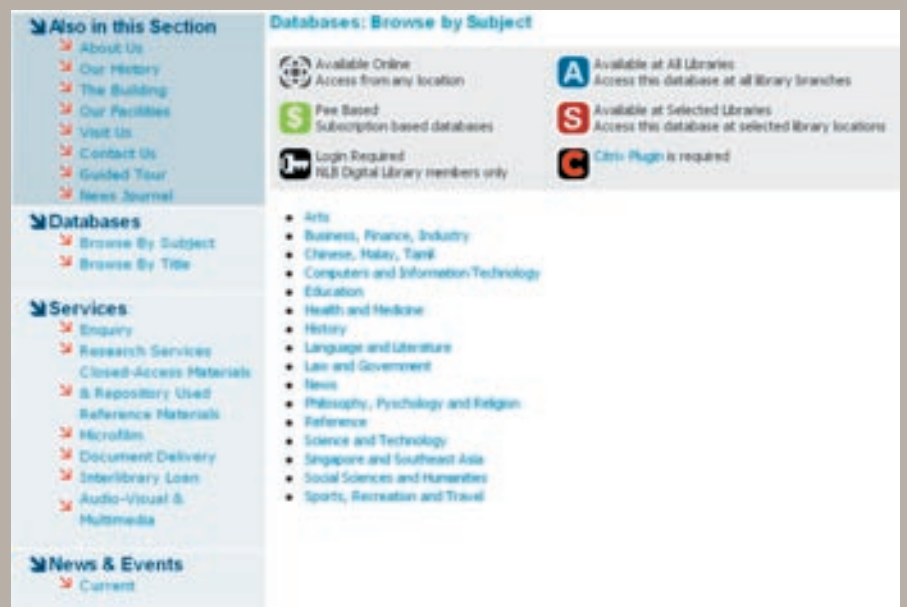 Also in this Section
About Us
Our History
The Building
Our Facilities
Visit Us
Contact Us
Guided Tour
News Journal
Databases
Browse By Subject
Browse By Title
Services
Enquiry
Research Services
Closed-Access Materials
& Repository Used
Reference Materials
Microfilm
Document Delivery
Interlibrary Loan
Audio-Visual &
Multimedia
News & Events
Current
Databases: Browse by Subject
Available Online
Access from any location
A
Available at All Libraries
Access this database at all library branches
S
Fee Based
Subscription based databases
S
Available at Selected Libraries
Access this database at selected library locations
Login Required
NLB Digital Library members only
C
Citrix Plugin is required
Arts
Business, Finance, Industry
Chinese, Malay, Tamil
Computers and Information Technology
Education
Health and Medicine
History
Language and Literature
Law and Government
News
Philosophy, Pyschology and Religion
Reference
Science and Technology
Singapore and Southeast Asia
Social Sciences and Humanities
Sports, Recreation and Travel